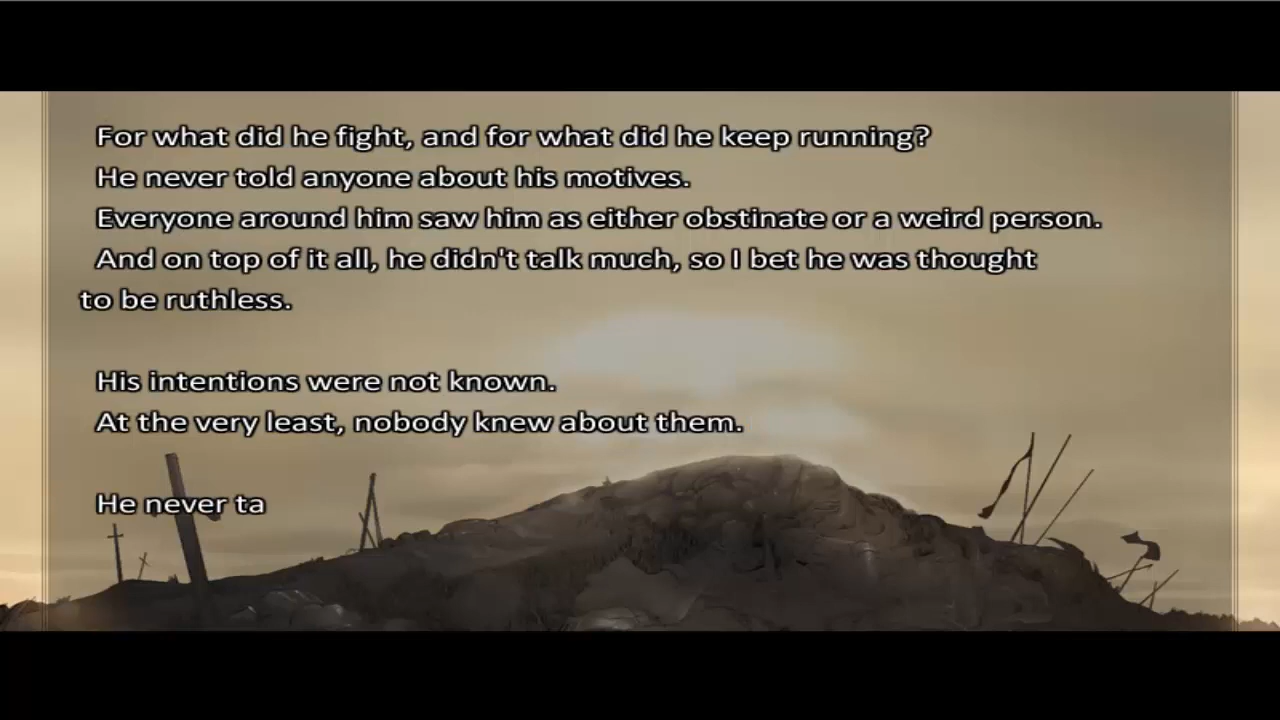 For what did he fight, and for what did he keep running?
He never told anyone about his motives.
Everyone around him saw him as either obstinate or a weird person.
And on top of it all, he didn't talk much, so I bet he was thought
to be ruthless.
His intentions were not known.
At the very least, nobody knew about them.
He never ta